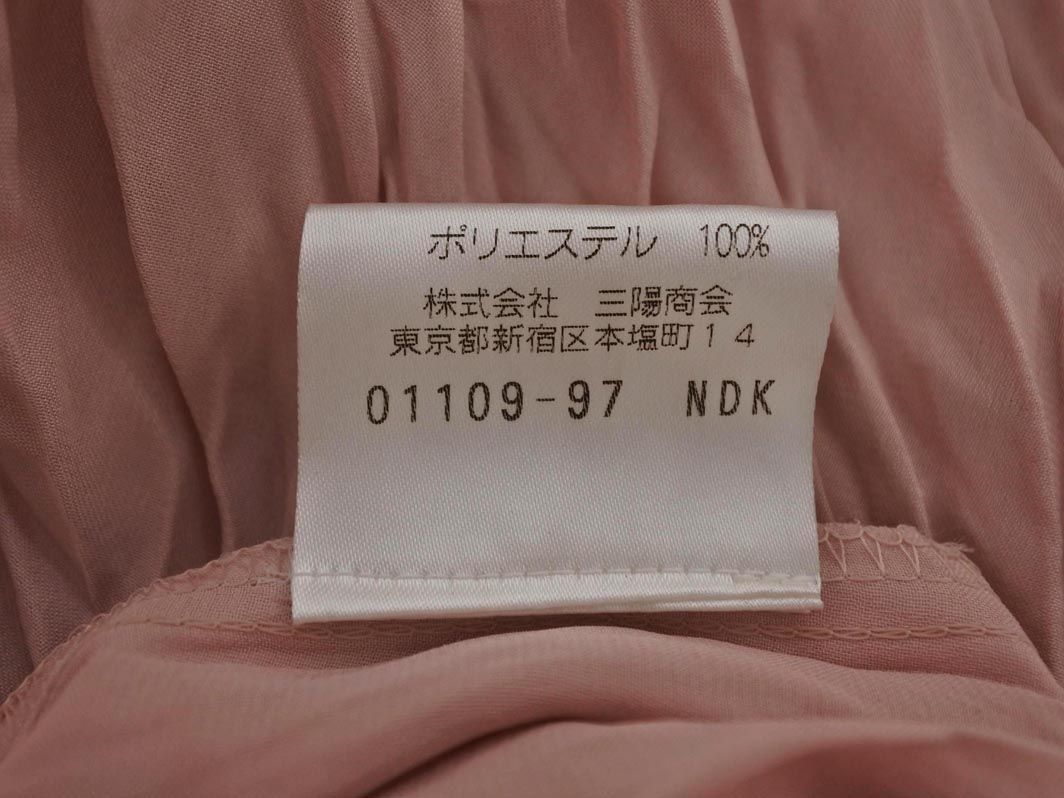 ポリエステル　100%
株式会社　三陽商会
東京都新宿区本塩町１４
01109-97　NDK